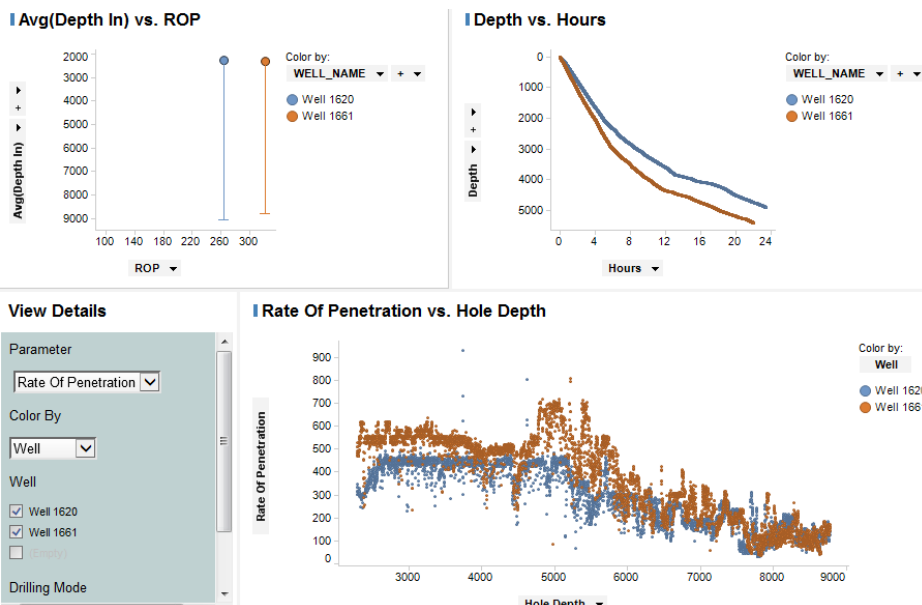 Avg(Depth In) vs. ROP
2000
3000
4000
5000
6000
7000
8000
9000
Avg(Depth In)
+
100 140 180 220 260 300
ROP
Color by:
WELL_NAME +
Well 1620
Well 1661
Depth vs. Hours
0
1000
2000
3000
4000
5000
Depth
+
0 4 8 12 16 20 24
Hours
Color by:
WELL_NAME +
Well 1620
Well 1661
View Details
Parameter
Rate Of Penetration
Color By
Well
Well
Well 1620
Well 1661
(Empty)
Drilling Mode
Rate Of Penetration vs. Hole Depth
900
800
700
600
500
400
300
200
100
0
Rate Of Penetration
3000 4000 5000 6000 7000 8000 9000
Hole Depth
Color by:
Well
Well 162
Well 166